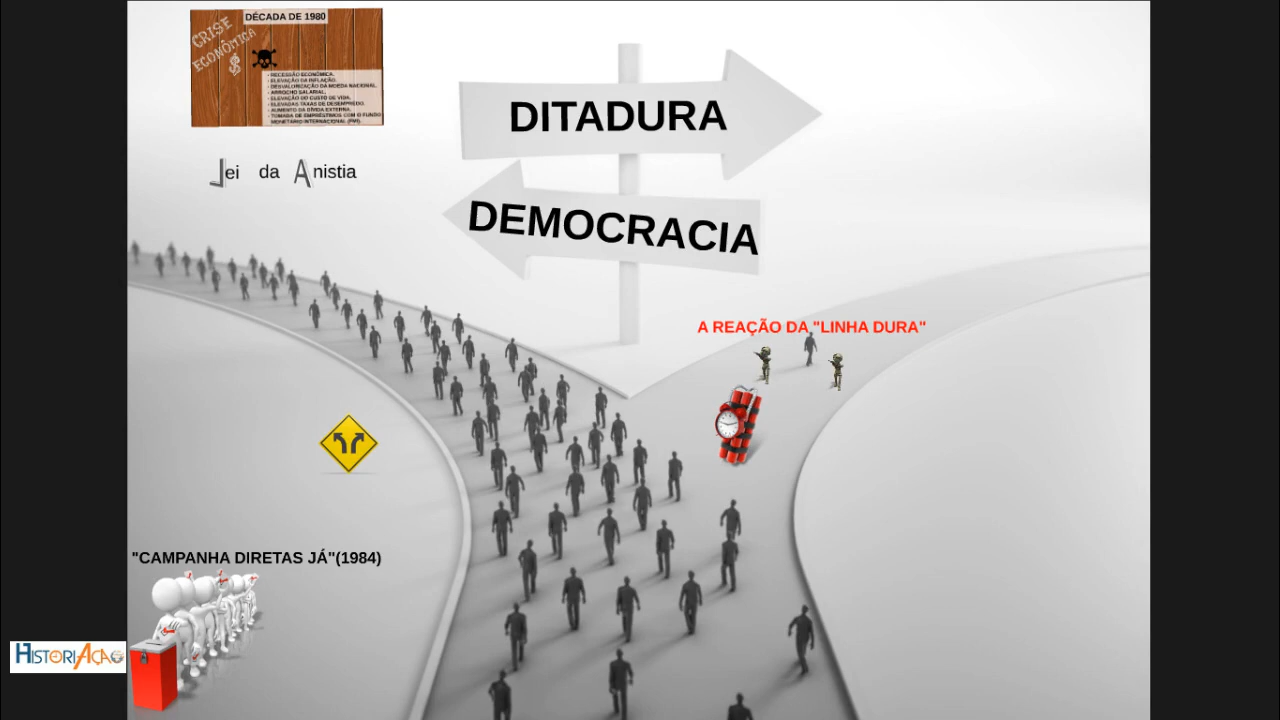 DÉCADA DE 1980
CRISE
ECONÔMICA
$
- RECESSÃO ECONÔMICA.
- ELEVAÇÃO DA INFLAÇÃO.
- DESVALORIZAÇÃO DA MOEDA NACIONAL.
- ARROCHO SALARIAL.
- ELEVAÇÃO DO CUSTO DE VIDA.
- ELEVADAS TAXAS DE DESEMPREGO.
- AUMENTO DA DÍVIDA EXTERNA.
- TOMADA DE EMPRÉSTIMOS COM O FUNDO
MONETÁRIO INTERNACIONAL (FMI).
Lei da Anistia
DITADURA
DEMOCRACIA
A REAÇÃO DA "LINHA DURA"
"CAMPANHA DIRETAS JÁ"(1984)
HISTORIAÇÃO